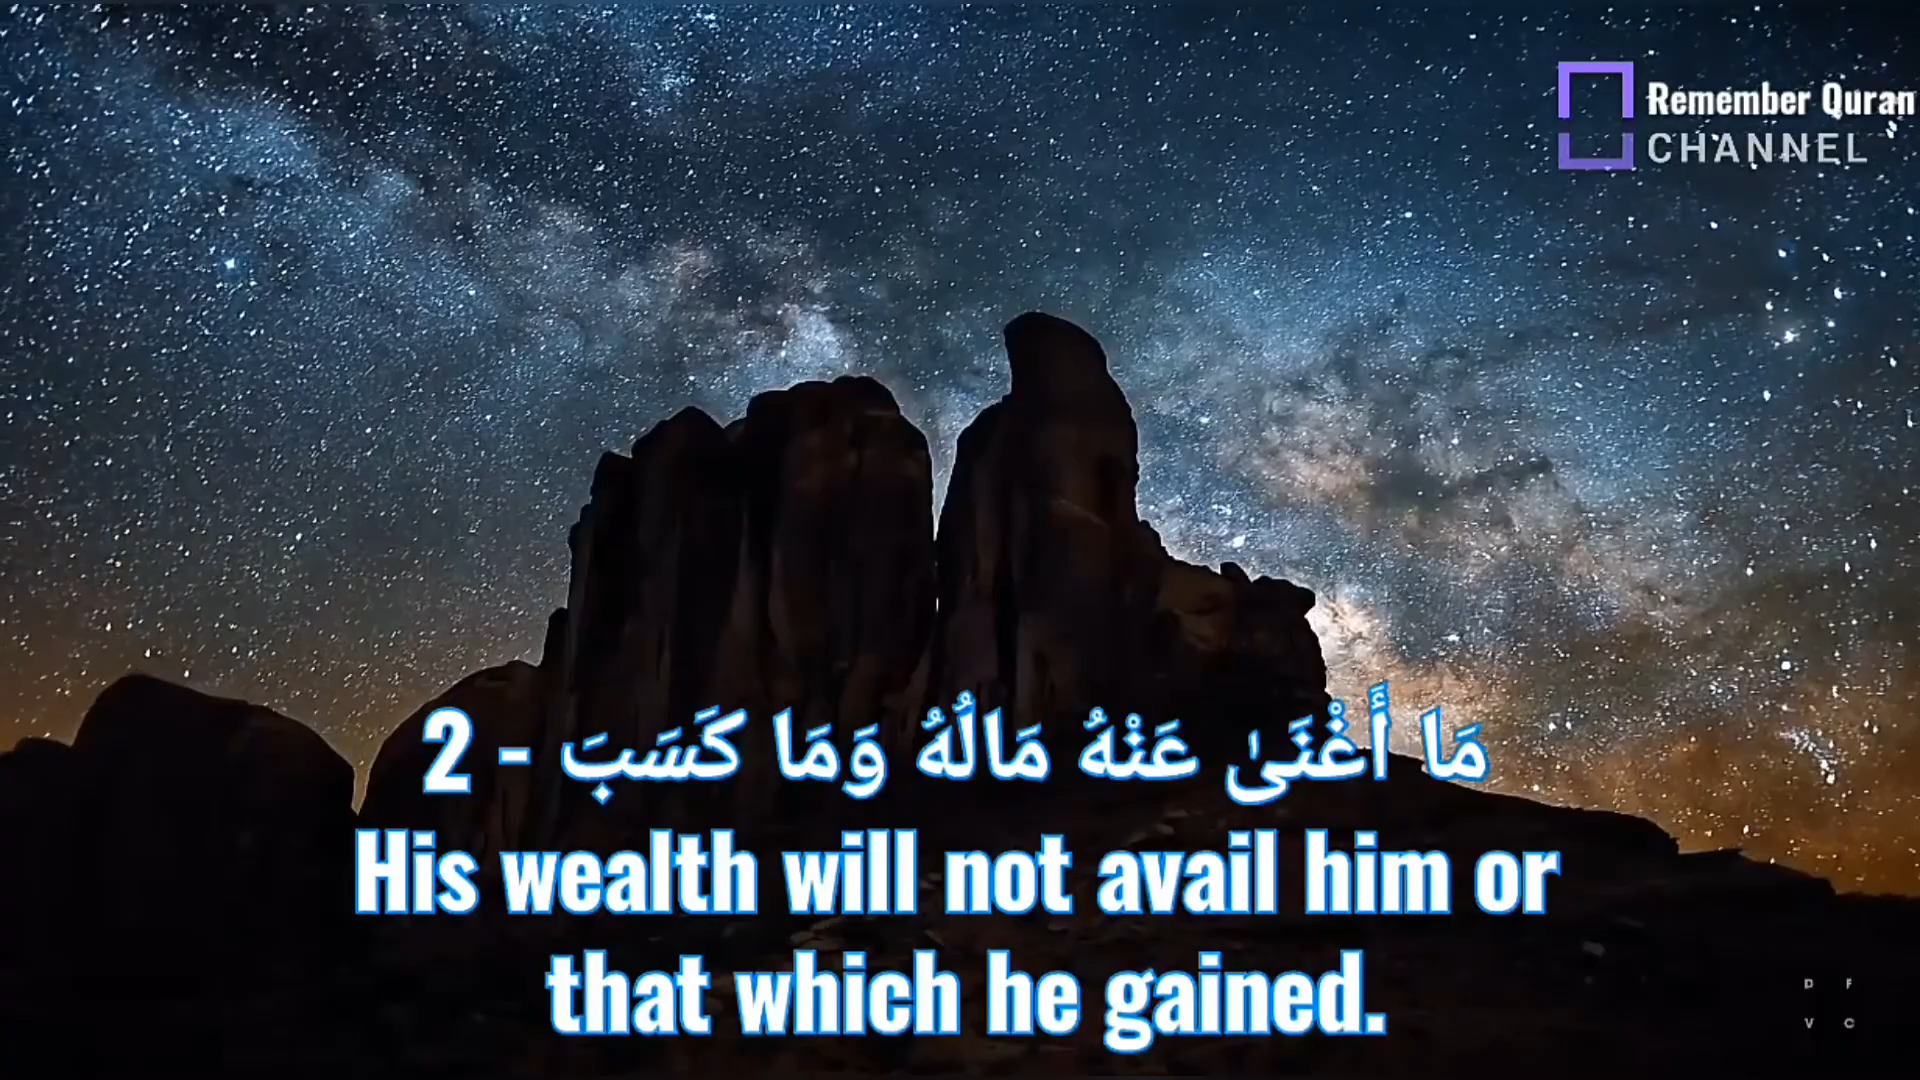 Remember Quran
CHANNEL
مَا أَغْنَىٰ عَنْهُ مَالُهُ وَمَا كَسَبَ - 2
His wealth will not avail him or
that which he gained.
D F
V C